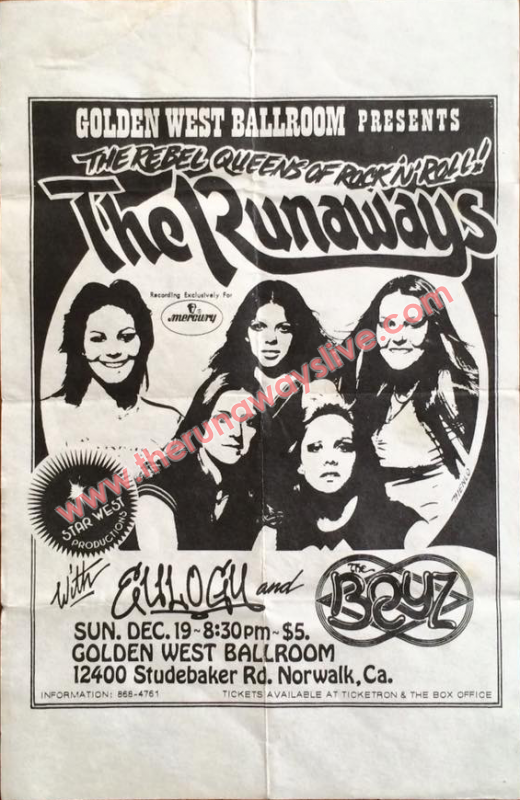 GOLDEN WEST BALLROOM PRESENTS
THE REBEL QUEENS OF ROCK 'N' ROLL!
The Runaways
Recording Exclusively For
mercury
www.therunawayslive.com
STAR WEST
PRODUCTIONS
With EULOGY and The BOYZ
SUN. DEC. 19~8:30pm~$5.
GOLDEN WEST BALLROOM
12400 Studebaker Rd. Norwalk, Ca.
INFORMATION: 868-4761 TICKETS AVAILABLE AT TICKETRON & THE BOX OFFICE